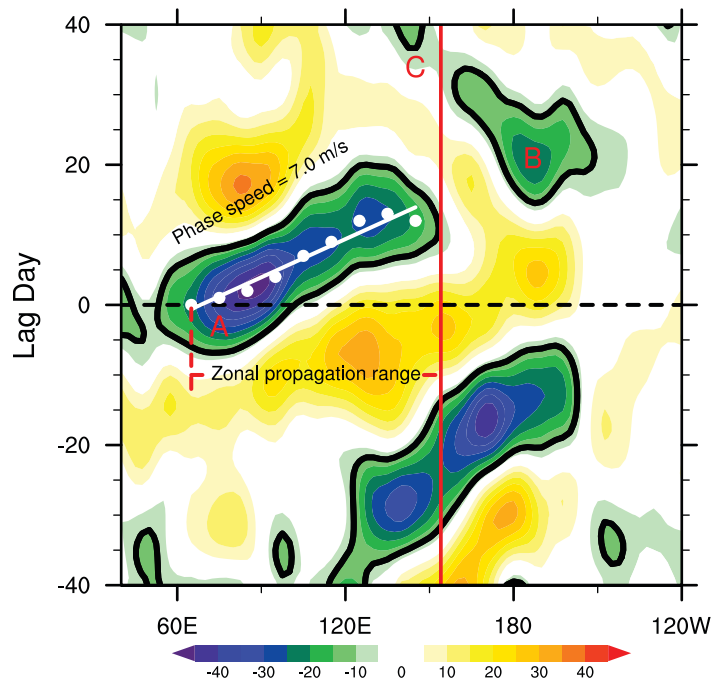 40
C
B
20
Phase speed = 7.0 m/s
Lag Day
0
A
Zonal propagation range
-20
-40
60E 120E 180 120W
-40 -30 -20 -10 0 10 20 30 40